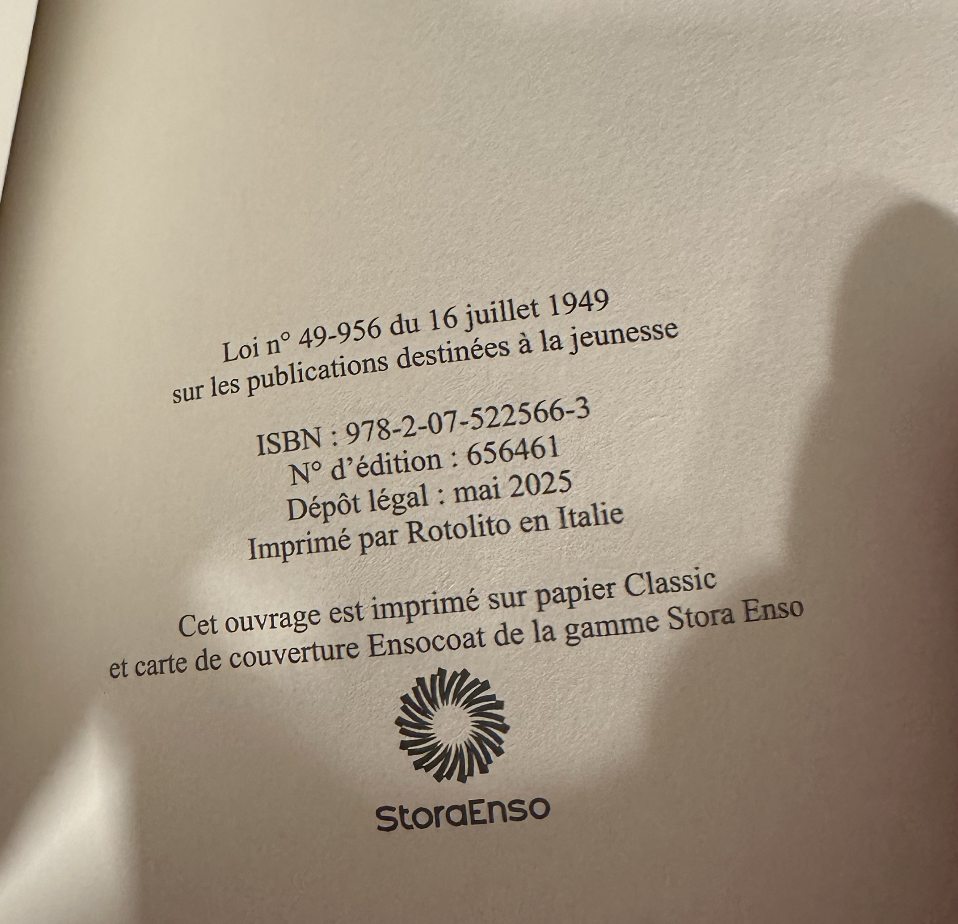 Loi n° 49-956 du 16 juillet 1949
sur les publications destinées à la jeunesse
ISBN : 978-2-07-522566-3
N° d’édition : 656461
Dépôt légal : mai 2025
Imprimé par Rotolito en Italie
Cet ouvrage est imprimé sur papier Classic
et carte de couverture Ensocoat de la gamme Stora Enso
StoraEnso